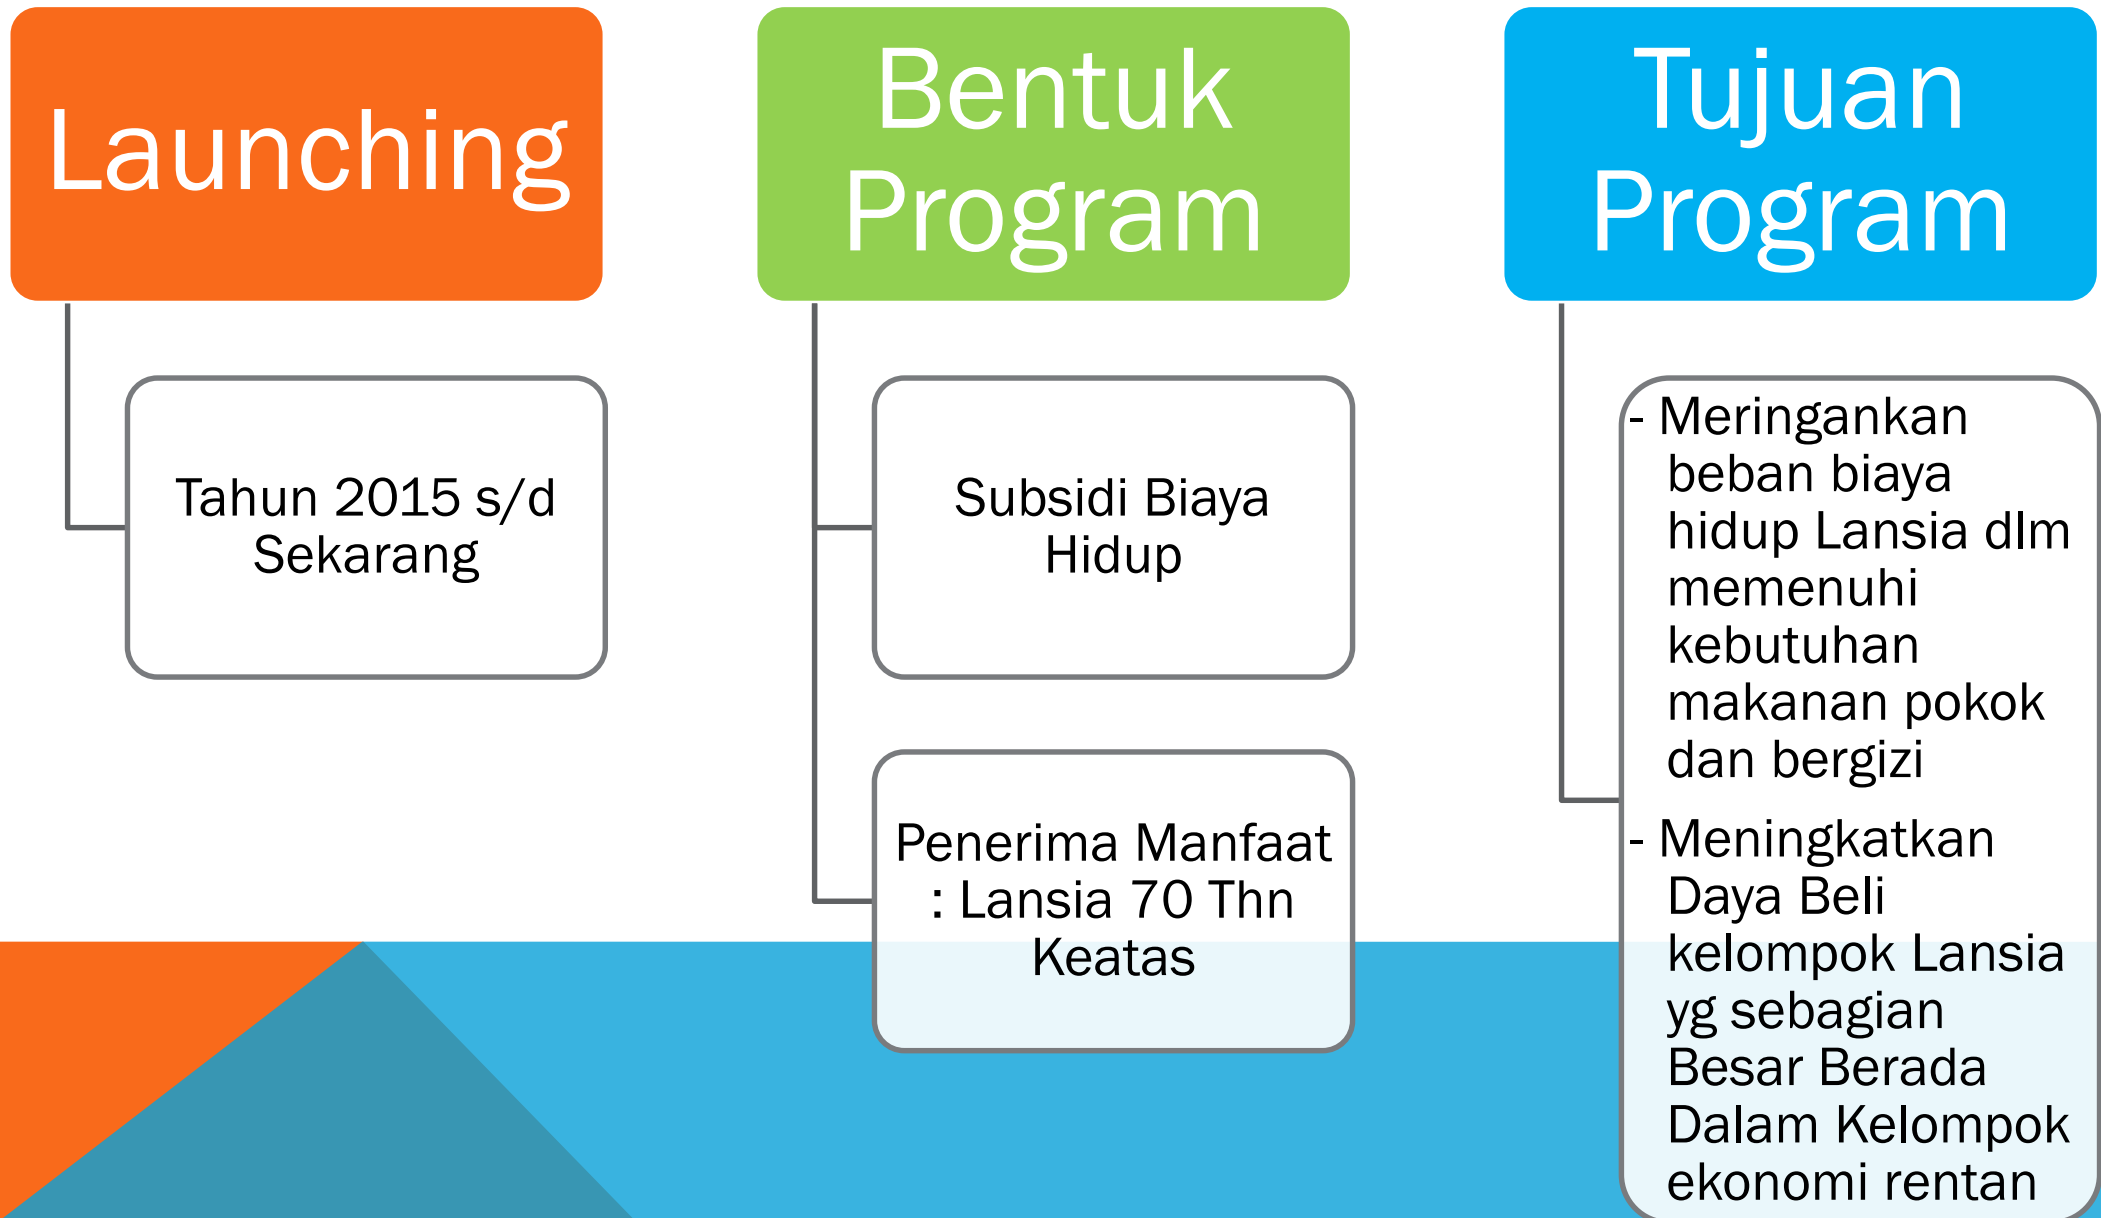 Launching
Tahun 2015 s/d
Sekarang
Bentuk
Program
Subsidi Biaya
Hidup
Penerima Manfaat
: Lansia 70 Thn
Keatas
Tujuan
Program
- Meringankan
beban biaya
hidup Lansia dlm
memenuhi
kebutuhan
makanan pokok
dan bergizi
- Meningkatkan
Daya Beli
kelompok Lansia
yg sebagian
Besar Berada
Dalam Kelompok
ekonomi rentan